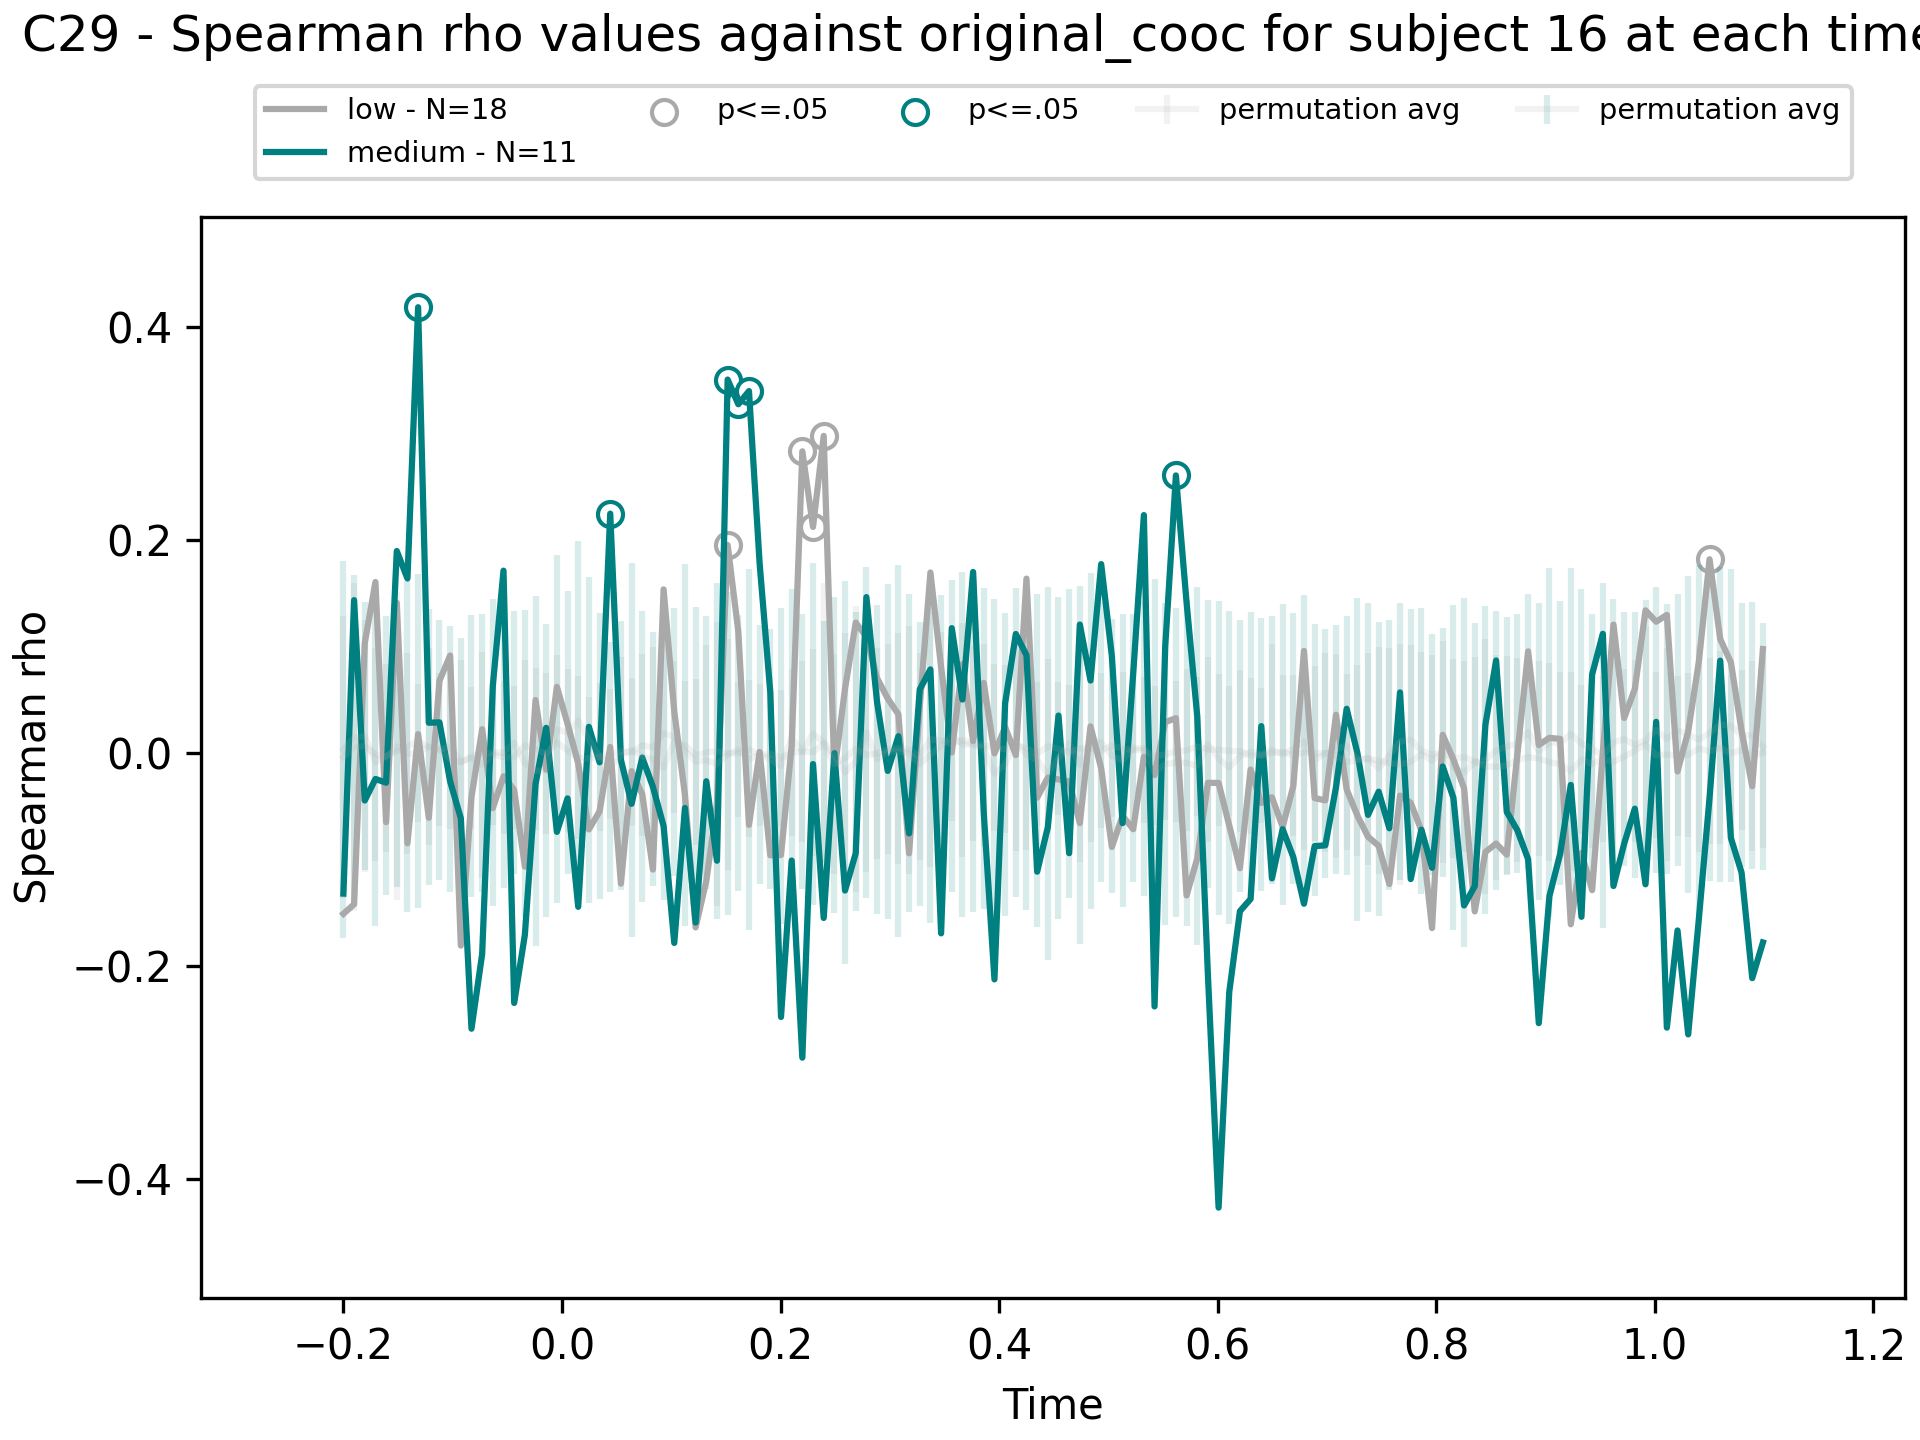 C29 - Spearman rho values against original_cooc for subject 16 at each time
low - N=18
medium - N=11
p<=.05
p<=.05
permutation avg
permutation avg
Spearman rho
0.4
0.2
0.0
−0.2
−0.4
−0.2
0.0
0.2
0.4
0.6
0.8
1.0
1.2
Time